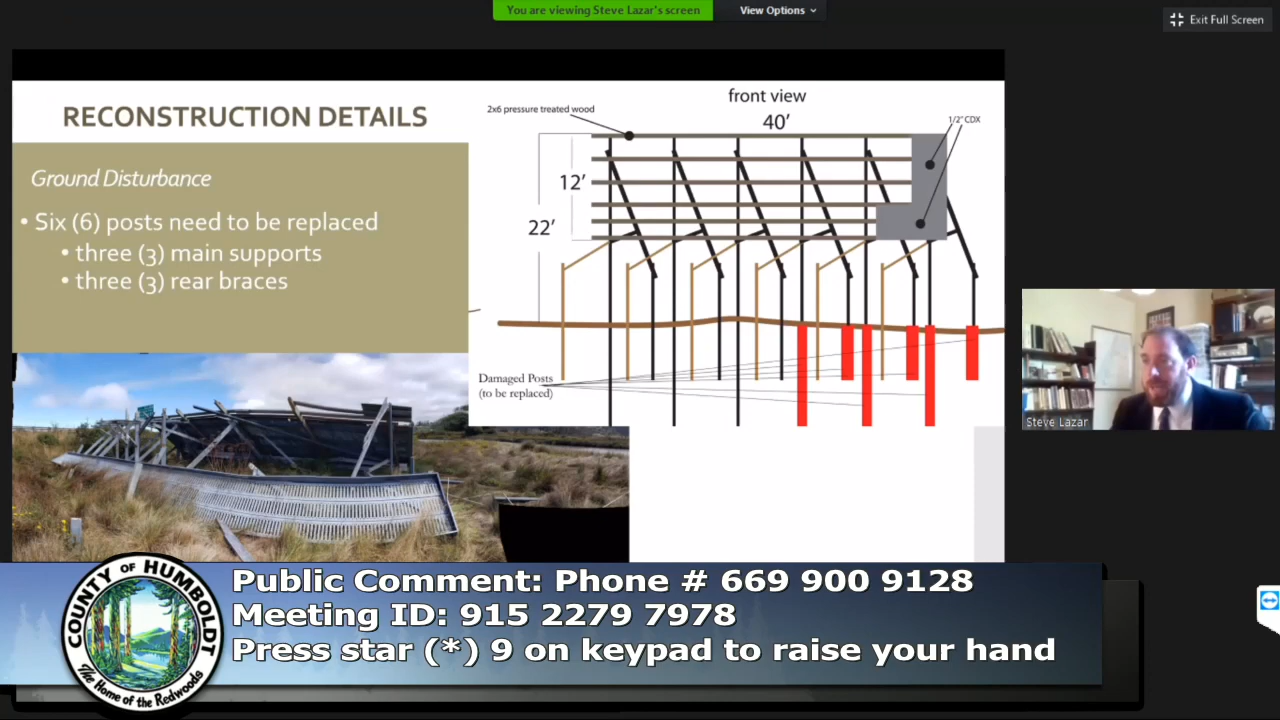 You are viewing Steve Lazar's screen
View Options
Exit Full Screen
RECONSTRUCTION DETAILS
Ground Disturbance
• Six (6) posts need to be replaced
• three (3) main supports
• three (3) rear braces
front view
40'
2x6 pressure treated wood
1/2" CDX
12'
22'
Damaged Posts
(to be replaced)
Steve Lazar
COUNTY OF HUMBOLDT
The Home of the Redwoods
Public Comment: Phone # 669 900 9128
Meeting ID: 915 2279 7978
Press star (*) 9 on keypad to raise your hand